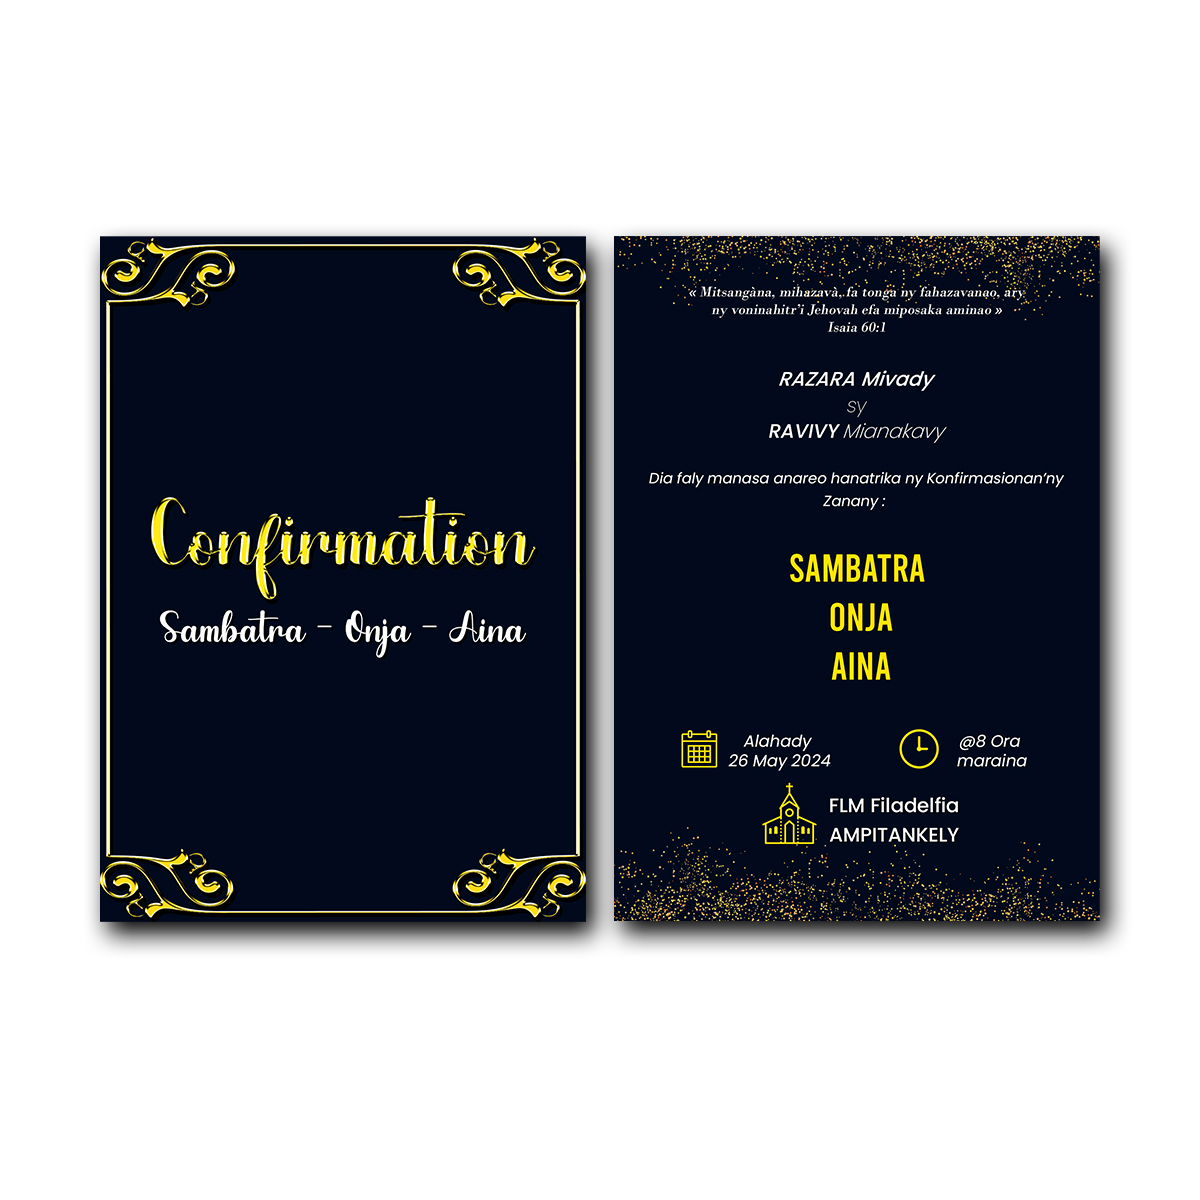 Confirmation
Sambatra - Onja - Aina
« Mitsangàna, mihazavà, fa tonga ny fahazavanao, ary
ny voninahitr'i Jehovah efa miposaka aminao »
Isaia 60:1
RAZARA Mivady
sy
RAVIVY Mianakavy
Dia faly manasa anareo hanatrika ny Konfirmasionan’ny
Zanany :
SAMBATRA
ONJA
AINA
Alahady
26 May 2024
@8 Ora
maraina
FLM Filadelfia
AMPITANKELY